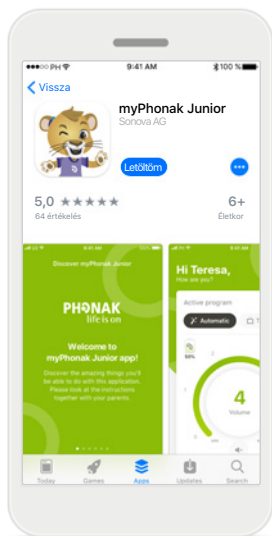 PH 9:41 AM 100 %
Vissza
myPhonak Junior
Sonova AG
Letöltöm
5,0 ★★★★★ 6+
64 értékelés Életkor
Discover myPhonak Junior
PHONAK
life is on
Welcome to
myPhonak Junior app!
Discover the amazing things you'll
be able to do with this application.
Please look at the instructions
together with your parents.
Hi Teresa,
How are you?
Active program
Automatic T
50%
4
Volume
Today Games Apps Updates Search